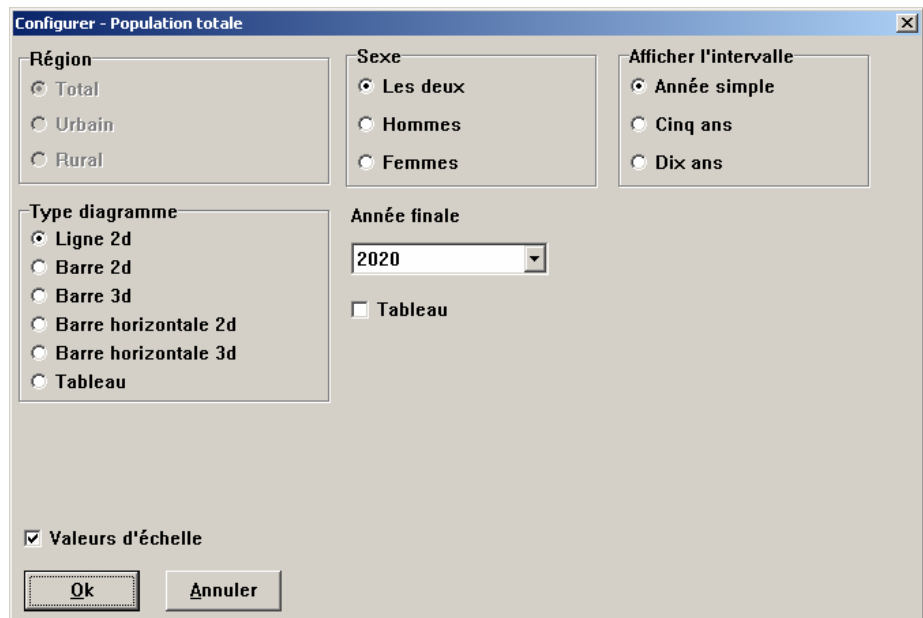 Configurer - Population totale
Région
Total
Urbain
Rural
Sexe
Les deux
Hommes
Femmes
Afficher l'intervalle
Année simple
Cinq ans
Dix ans
Type diagramme
Ligne 2d
Barre 2d
Barre 3d
Barre horizontale 2d
Barre horizontale 3d
Tableau
Année finale
2020
Tableau
Valeurs d'échelle
Ok
Annuler